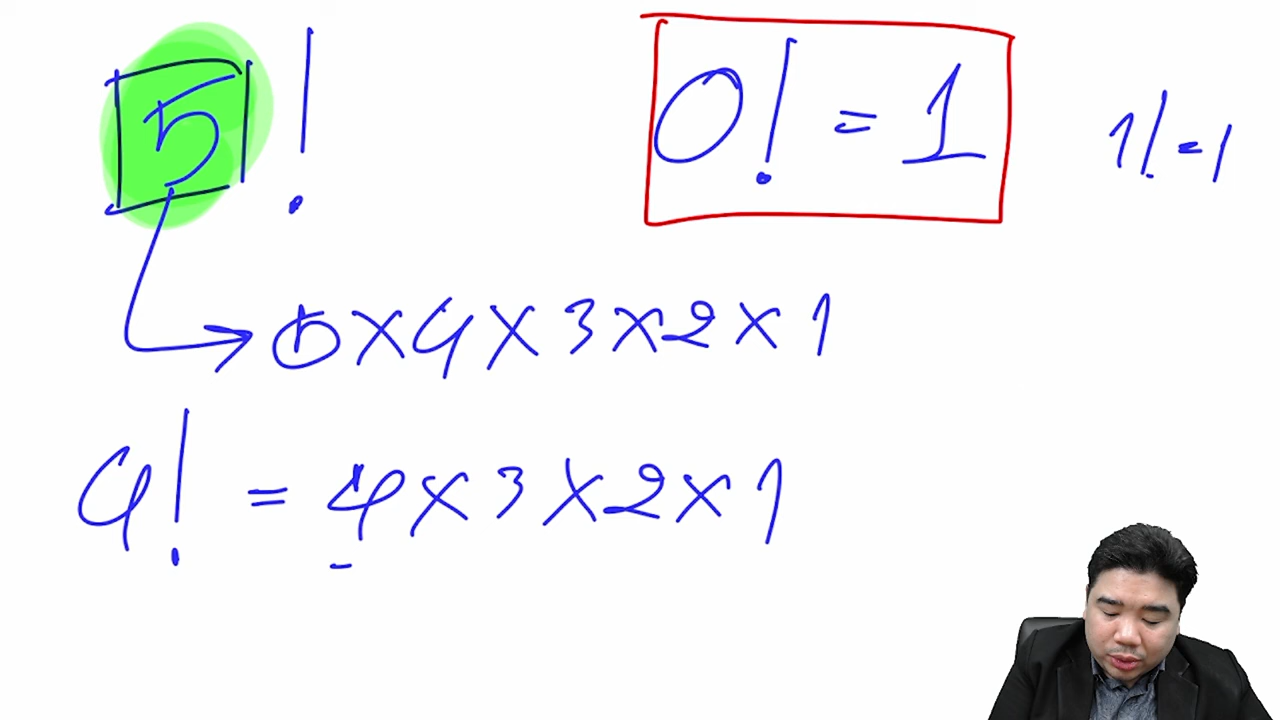 5!
0! = 1
1! = 1
5 × 4 × 3 × 2 × 1
4! = 4 × 3 × 2 × 1